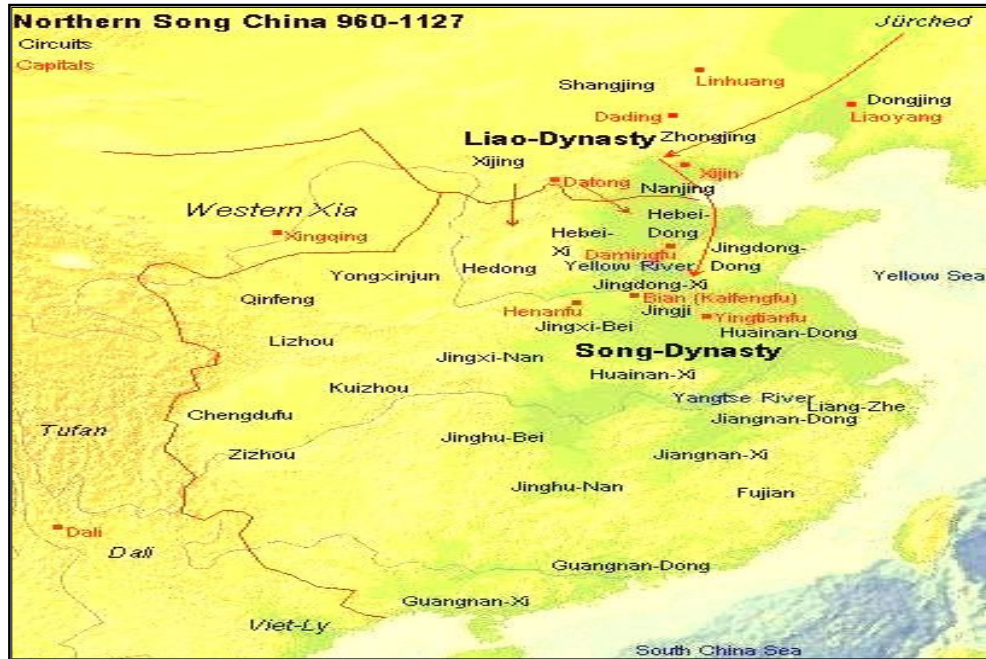 Northern Song China 960-1127
Jürched
Circuits
Capitals
Linhuang
Shangjing
Dongjing
Dading
Liaoyang
Liao-Dynasty
Zhongjing
Xijing
Xijin
Datong
Nanjing
Western Xia
Hebei-
Dong
Xingqing
Hebei-
Xi
Damingfu
Jingdong-
Dong
Hedong
Yellow River
Yongxinjun
Yellow Sea
Jingdong-Xi
Qinfeng
Bian (Kaifengfu)
Henanfu
Jingji
Yingtianfu
Jingxi-Bei
Huainan-Dong
Lizhou
Song-Dynasty
Jingxi-Nan
Huainan-Xi
Kuizhou
Yangtse River
Liang-Zhe
Chengdufu
Jiangnan-Dong
Tufan
Jinghu-Bei
Zizhou
Jiangnan-Xi
Jinghu-Nan
Fujian
Dali
Dali
Guangnan-Dong
Guangnan-Xi
Viet-Ly
South China Sea